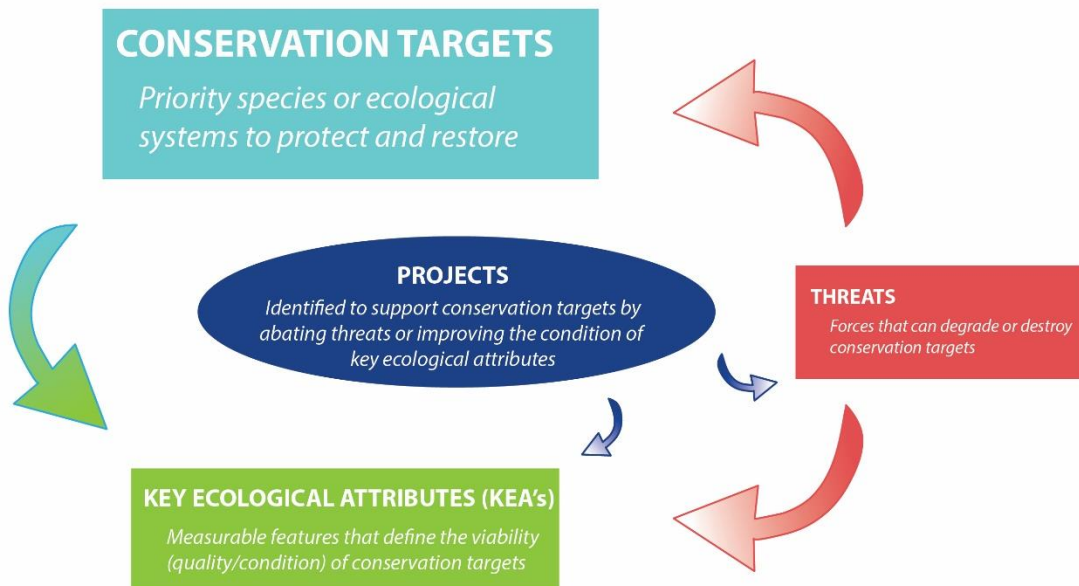 CONSERVATION TARGETS
Priority species or ecological
systems to protect and restore
PROJECTS
Identified to support conservation targets by
abating threats or improving the condition of
key ecological attributes
THREATS
Forces that can degrade or destroy
conservation targets
KEY ECOLOGICAL ATTRIBUTES (KEA's)
Measurable features that define the viability
(quality/condition) of conservation targets